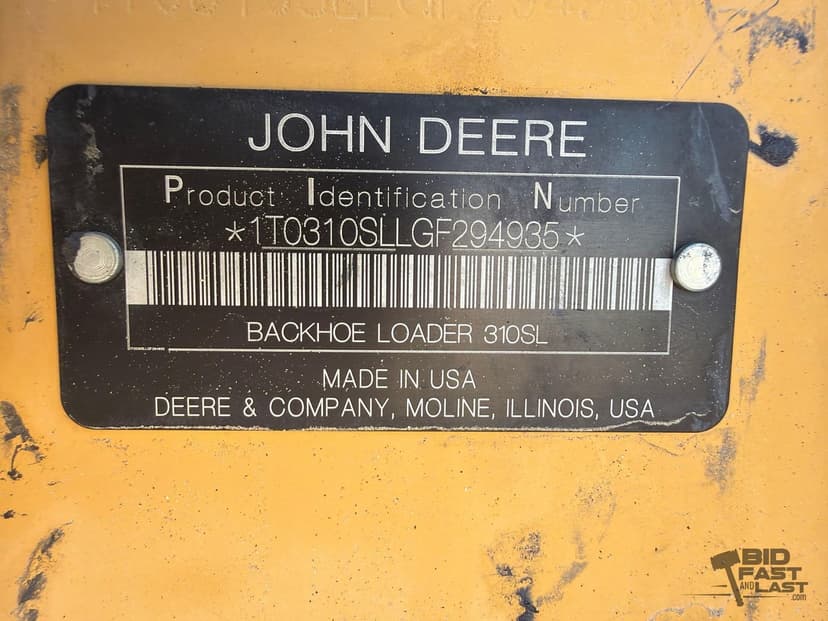 JOHN DEERE
Product Identification Number
*1T0310SLLGF294935*
BACKHOE LOADER 310SL
MADE IN USA
DEERE & COMPANY, MOLINE, ILLINOIS, USA
BID
FAST
AND LAST
.com